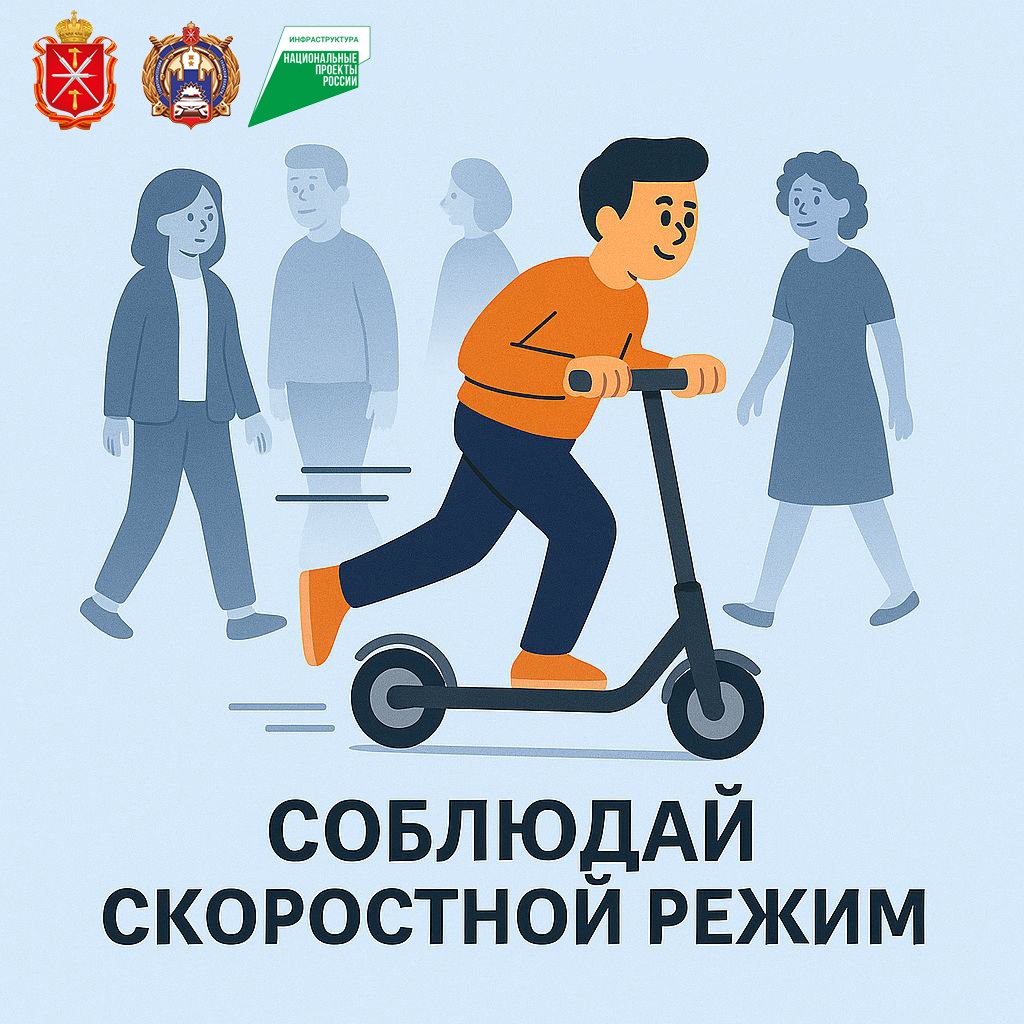 ИНФРАСТРУКТУРА
НАЦИОНАЛЬНЫЕ
ПРОЕКТЫ
РОССИИ
СОБЛЮДАЙ
СКОРОСТНОЙ РЕЖИМ